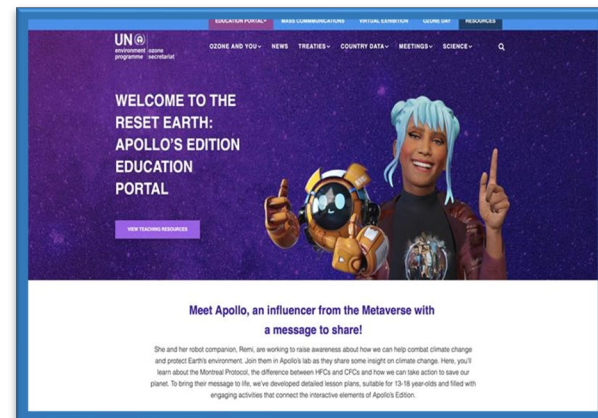 EDUCATION PORTAL
MASS COMMUNICATIONS
VIRTUAL EXHIBITION
OZONE DAY
RESOURCES
UN
environment
programme
ozone
secretariat
OZONE AND YOU
NEWS
TREATIES
COUNTRY DATA
MEETINGS
SCIENCE
WELCOME TO THE
RESET EARTH:
APOLLO'S EDITION
EDUCATION
PORTAL
VIEW TEACHING RESOURCES
Meet Apollo, an influencer from the Metaverse with
a message to share!
She and her robot companion, Remi, are working to raise awareness about how we can help combat climate change
and protect Earth's environment. Join them in Apollo's lab as they share some insight on climate change. Here, you'll
learn about the Montreal Protocol, the difference between HFCs and CFCs and how we can take action to save our
planet. To bring their message to life, we've developed detailed lesson plans, suitable for 13-18 year-olds and filled with
engaging activities that connect the interactive elements of Apollo's Edition.